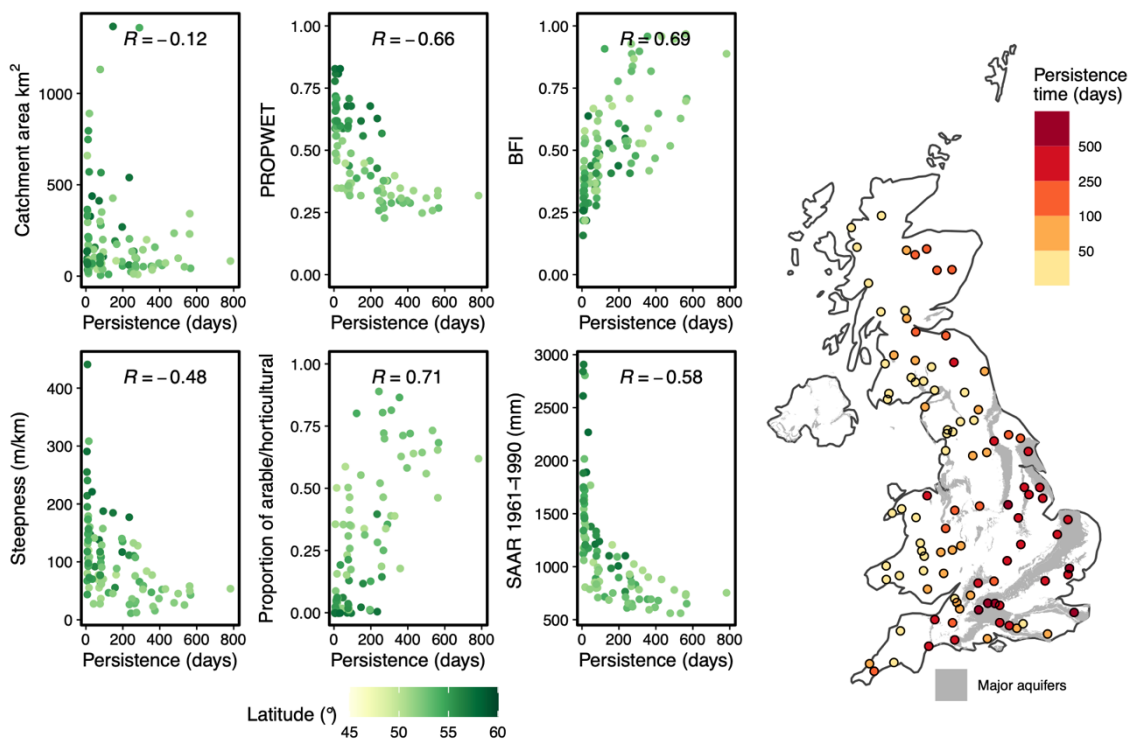 R = −0.12
Catchment area km²
1000
500
0
0 200 400 600 800
Persistence (days)
R = −0.66
PROPWET
1.00
0.75
0.50
0.25
0.00
0 200 400 600 800
Persistence (days)
R = 0.69
BFI
1.00
0.75
0.50
0.25
0.00
0 200 400 600 800
Persistence (days)
R = −0.48
Steepness (m/km)
400
300
200
100
0
0 200 400 600 800
Persistence (days)
R = 0.71
Proportion of arable/horticultural
1.00
0.75
0.50
0.25
0.00
0 200 400 600 800
Persistence (days)
R = −0.58
SAAR 1961–1990 (mm)
3000
2500
2000
1500
1000
500
0 200 400 600 800
Persistence (days)
Latitude (°)
45 50 55 60
Persistence
time (days)
500
250
100
50
Major aquifers